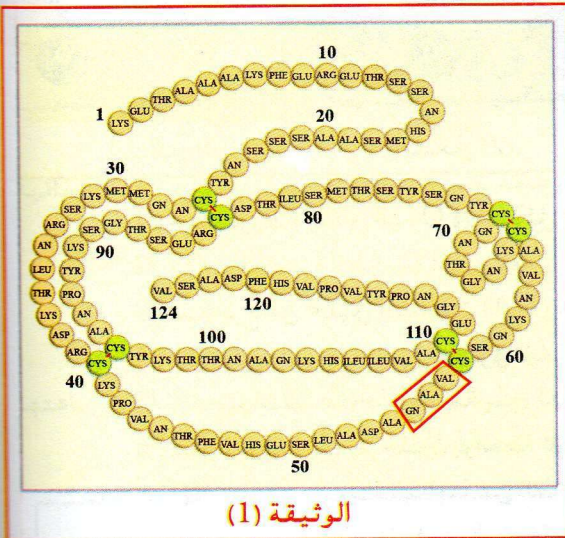 10
1 LYS GLU THR ALA ALA ALA LYS PHE GLU ARG GLU THR SER SER AN HIS
20
TYR AN SER SER SER ALA ALA SER MET
30
ARG SER LYS MET MET GN AN CYS
CYS ASP THR ILEU SER MET THR SER TYR SER GN TYR CYS
80
90
LYS SER GLY THR SER GLU ARG
70
GN AN THR GLY AN LYS CYS
ALA VAL AN LYS GN SER CYS
60
AN LEU THR LYS ASP ARG CYS
40
TYR PRO AN ALA CYS
VAL SER ALA ASP PHE HIS VAL PRO VAL TYR PRO AN GLY GLU CYS
124
120
100
110
TYR LYS THR THR AN ALA GN LYS HIS ILEU ILEU VAL ALA
LYS PRO VAL AN THR PHE VAL HIS GLU SER LEU ALA ASP ALA GN ALA VAL
50
الوثيقة (1)